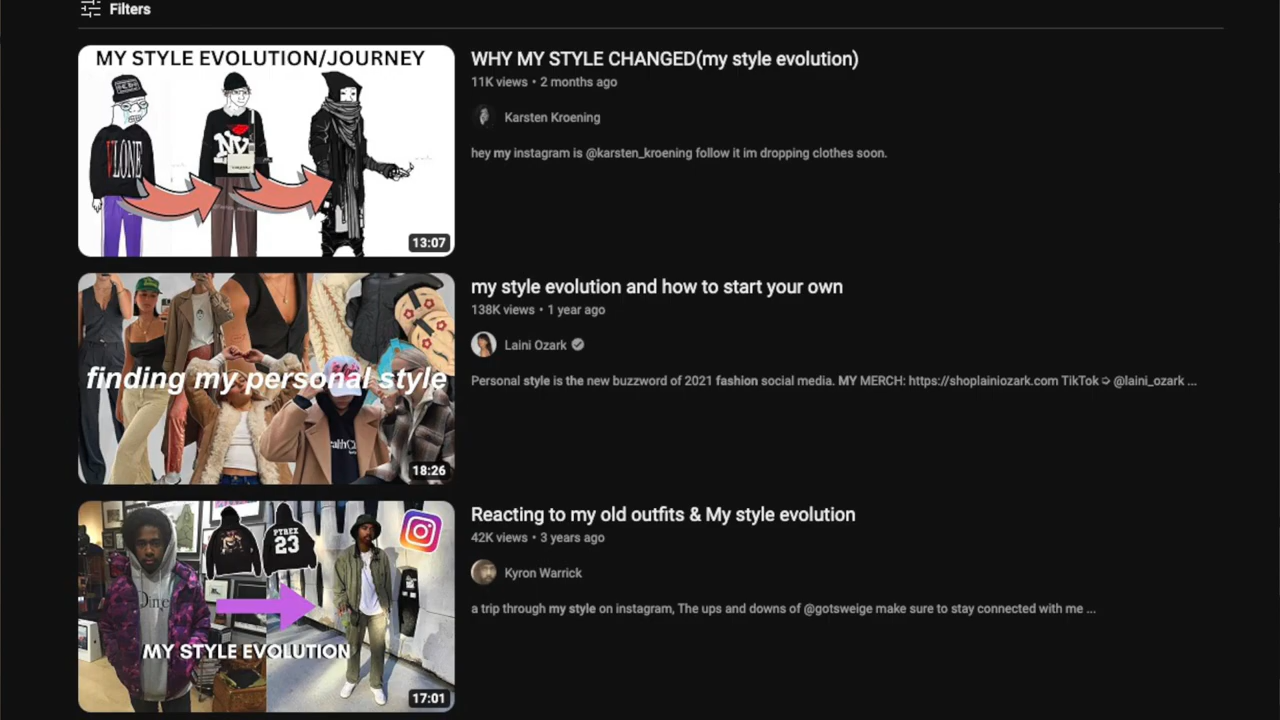 Filters
MY STYLE EVOLUTION/JOURNEY
VLONE
NY
13:07
WHY MY STYLE CHANGED(my style evolution)
11K views • 2 months ago
Karsten Kroening
hey my instagram is @karsten_kroening follow it im dropping clothes soon.
finding my personal style
18:26
my style evolution and how to start your own
138K views • 1 year ago
Laini Ozark
Personal style is the new buzzword of 2021 fashion social media. MY MERCH: https://shoplainiozark.com TikTok ➭ @laini_ozark ...
PYREX
23
MY STYLE EVOLUTION
17:01
Reacting to my old outfits & My style evolution
42K views • 3 years ago
Kyron Warrick
a trip through my style on instagram, The ups and downs of @gotsweige make sure to stay connected with me ...